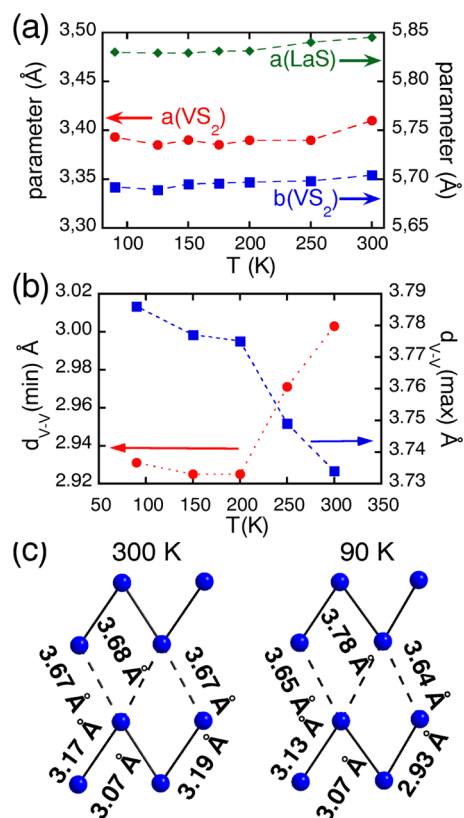 (a)
3,50
3,45
3,40
3,35
3,30
parameter (Å)
5,85
5,80
5,75
5,70
5,65
parameter (Å)
a(LaS)
a(VS2)
b(VS2)
100 150 200 250 300
T (K)
(b)
3.02
3.00
2.98
2.96
2.94
2.92
dV-V(min) Å
3.79
3.78
3.77
3.76
3.75
3.74
3.73
dV-V(max) Å
50 100 150 200 250 300 350
T(K)
(c)
300 K
90 K
3.67 Å
3.68 Å
3.67 Å
3.17 Å
3.07 Å
3.19 Å
3.65 Å
3.78 Å
3.64 Å
3.13 Å
3.07 Å
2.93 Å